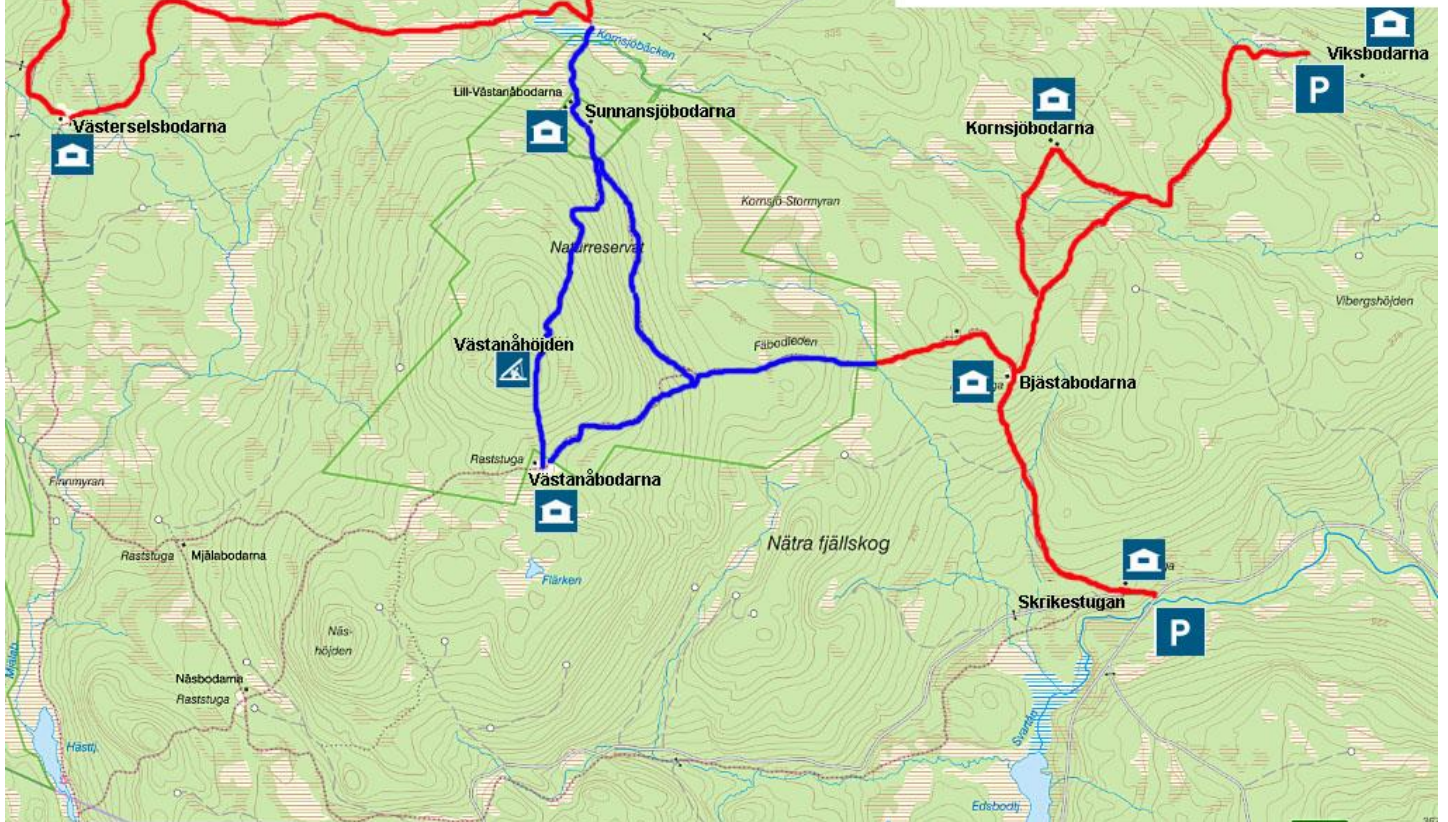 Kornsjöbäcken
Viksbodarna
P
Lill-Västanåbodarna
Sunnansjöbodarna
Västerselsbodarna
Kornsjöbodarna
Kornsjö-Stormyran
Naturreservat
Vibergshöjden
Västanåhöjden
Fäbodleden
Bjästabodarna
Raststuga
Västanåbodarna
Finnmyran
Raststuga
Mjälabodarna
Nätra fjällskog
Flärken
Skrikestugan
P
Näs-
höjden
Näsbodarna
Raststuga
Hästtj.
Svartån
Edsbodtj.